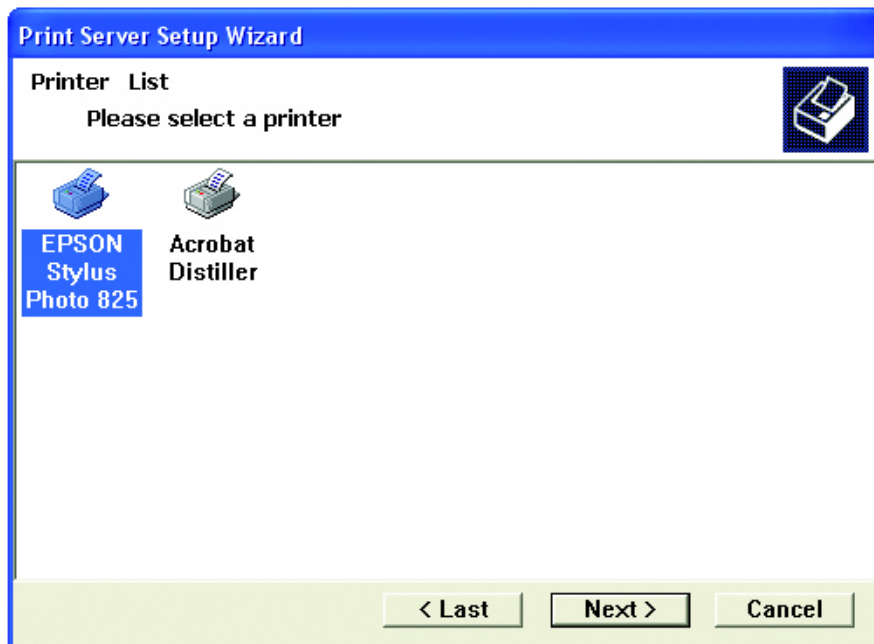 Print Server Setup Wizard
Printer List
Please select a printer
EPSON
Stylus
Photo 825
Acrobat
Distiller
< Last
Next >
Cancel